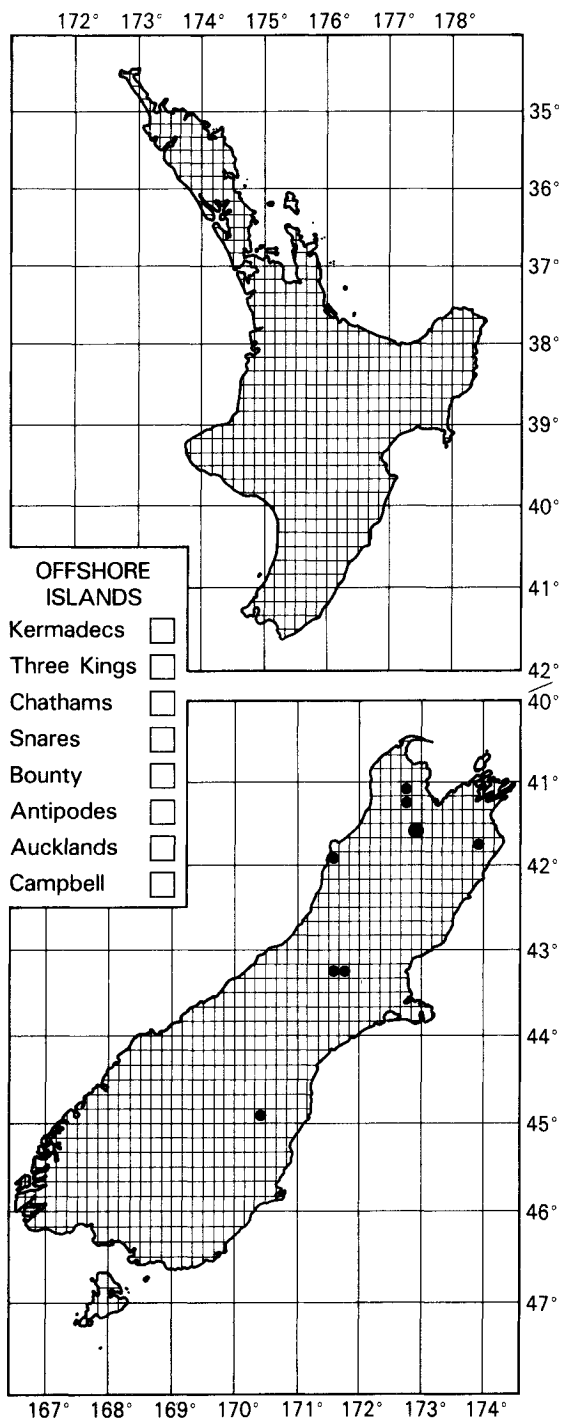 172° 173° 174° 175° 176° 177° 178°
35°
36°
37°
38°
39°
40°
41°
42°
OFFSHORE
ISLANDS
Kermadecs
Three Kings
Chathams
Snares
Bounty
Antipodes
Aucklands
Campbell
40°
41°
42°
43°
44°
45°
46°
47°
167° 168° 169° 170° 171° 172° 173° 174°